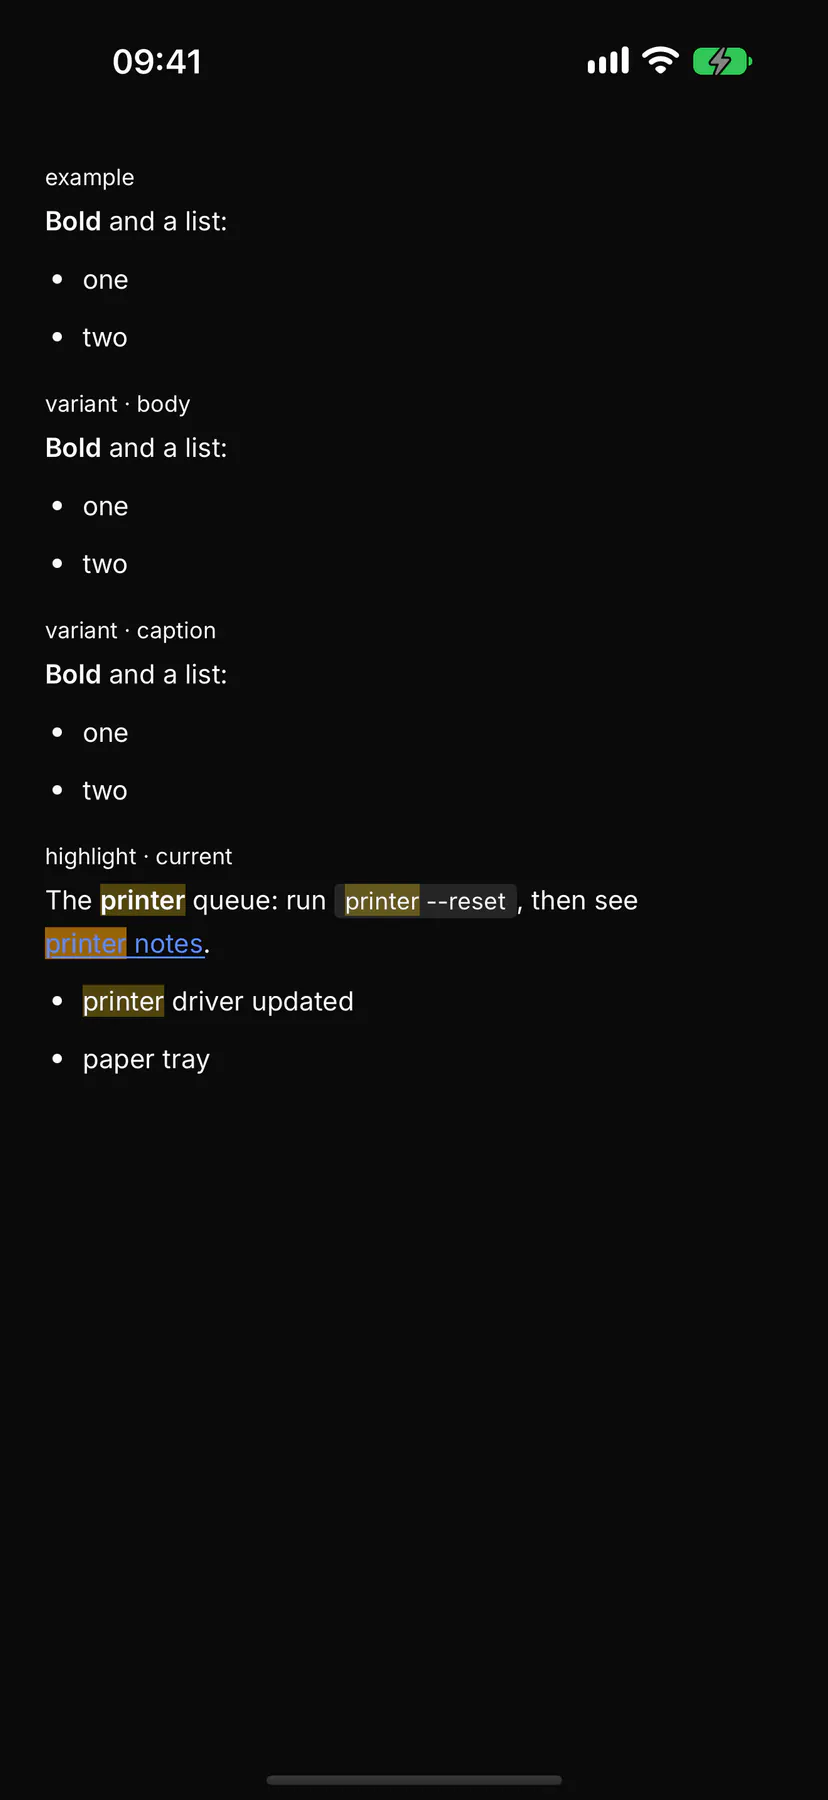 09:41
example
Bold and a list:
• one
• two
variant · body
Bold and a list:
• one
• two
variant · caption
Bold and a list:
• one
• two
highlight · current
The printer queue: run printer --reset, then see
printer notes.
• printer driver updated
• paper tray